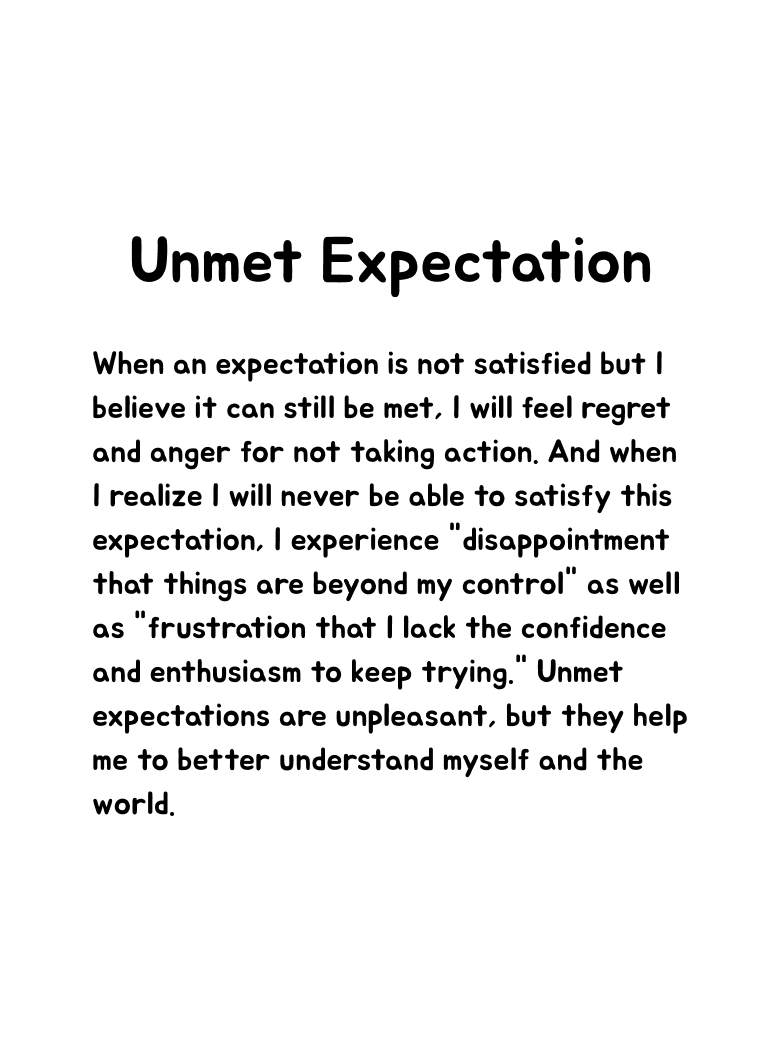 Unmet Expectation
When an expectation is not satisfied but I
believe it can still be met, I will feel regret
and anger for not taking action. And when
I realize I will never be able to satisfy this
expectation, I experience "disappointment
that things are beyond my control" as well
as "frustration that I lack the confidence
and enthusiasm to keep trying." Unmet
expectations are unpleasant, but they help
me to better understand myself and the
world.